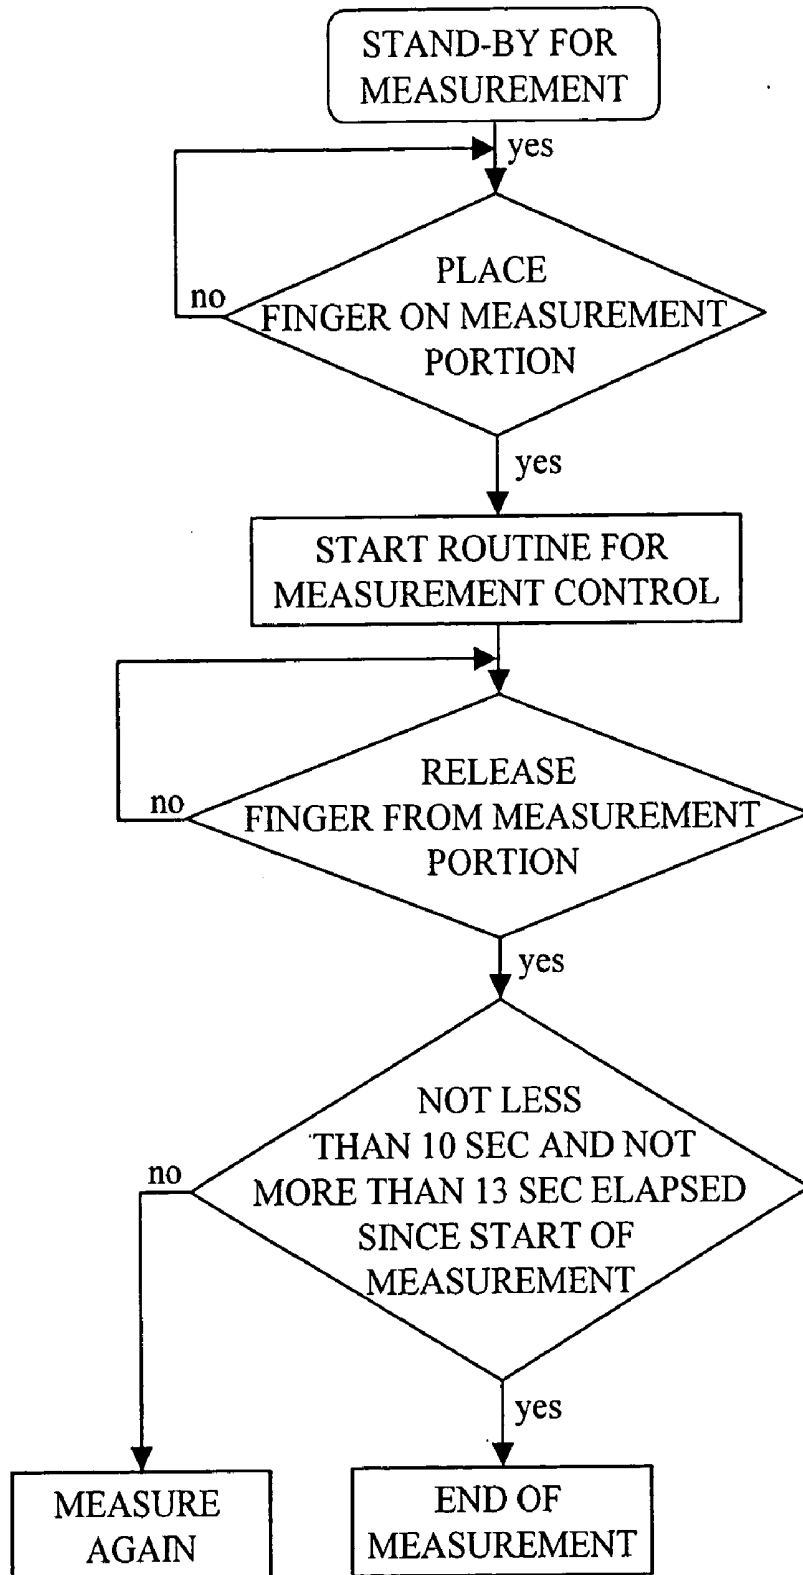 STAND-BY FOR
MEASUREMENT
yes
PLACE
no
FINGER ON MEASUREMENT
PORTION
yes
START ROUTINE FOR
MEASUREMENT CONTROL
RELEASE
no
FINGER FROM MEASUREMENT
PORTION
yes
NOT LESS
THAN 10 SEC AND NOT
no
MORE THAN 13 SEC ELAPSED
SINCE START OF
MEASUREMENT
yes
MEASURE
AGAIN
END OF
MEASUREMENT